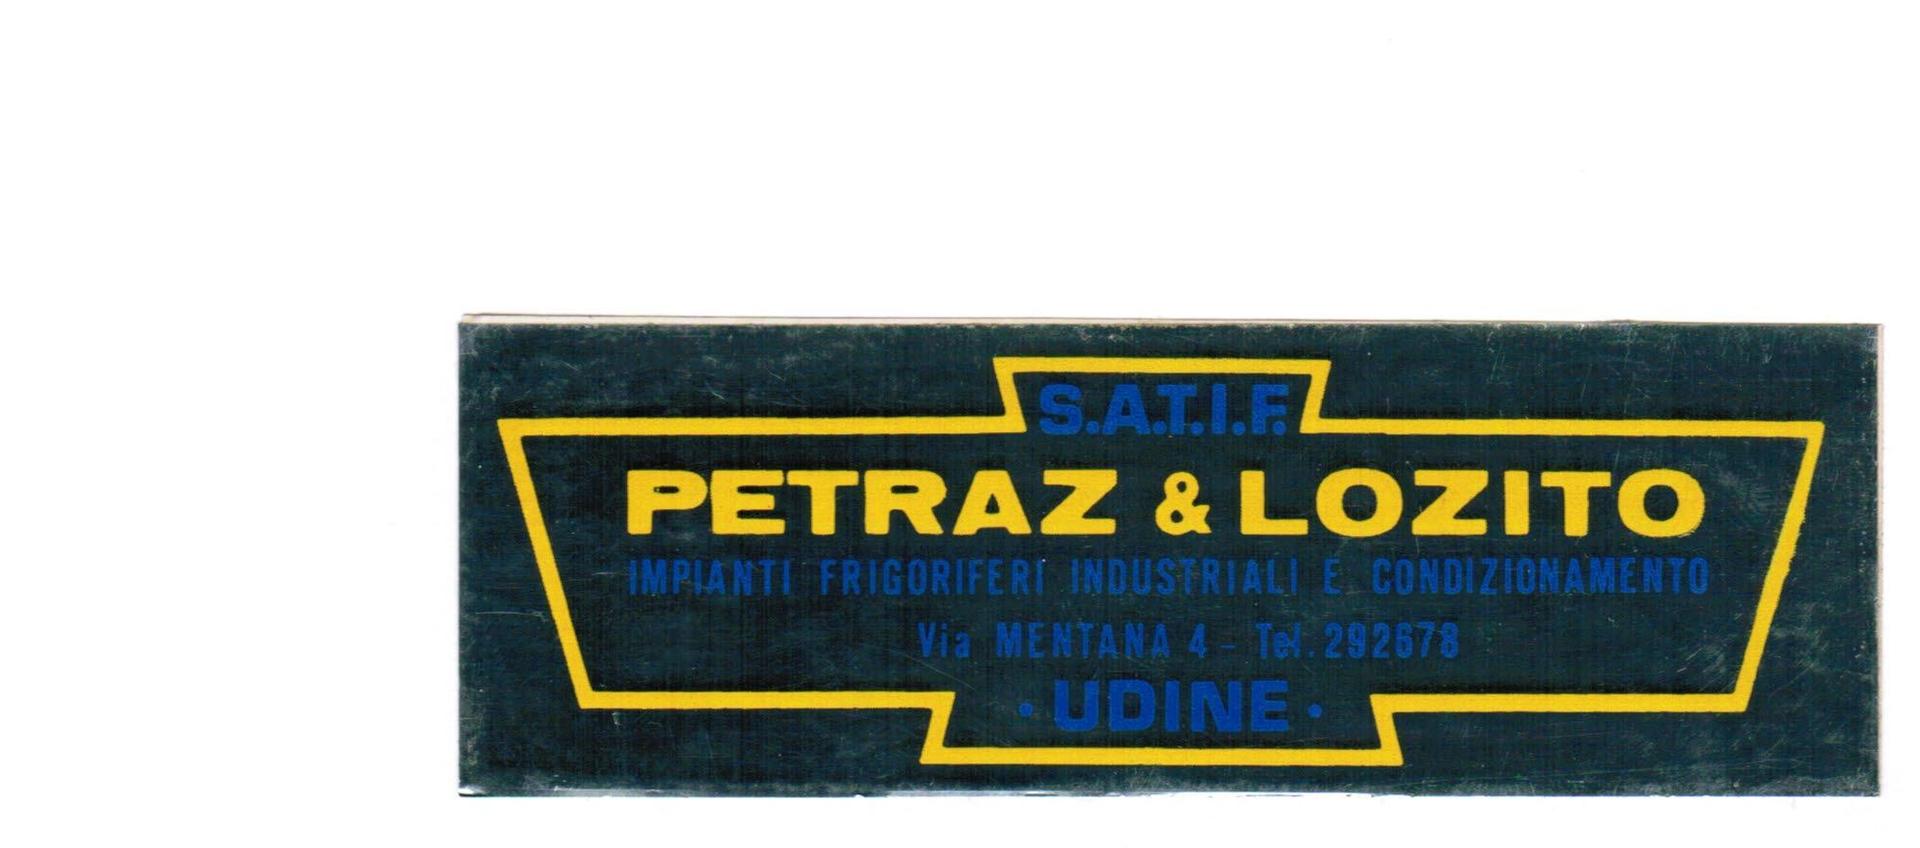 S.A.T.I.F.
PETRAZ & LOZITO
IMPIANTI FRIGORIFERI INDUSTRIALI E CONDIZIONAMENTO
Via MENTANA 4 - Tel. 292678
• UDINE •